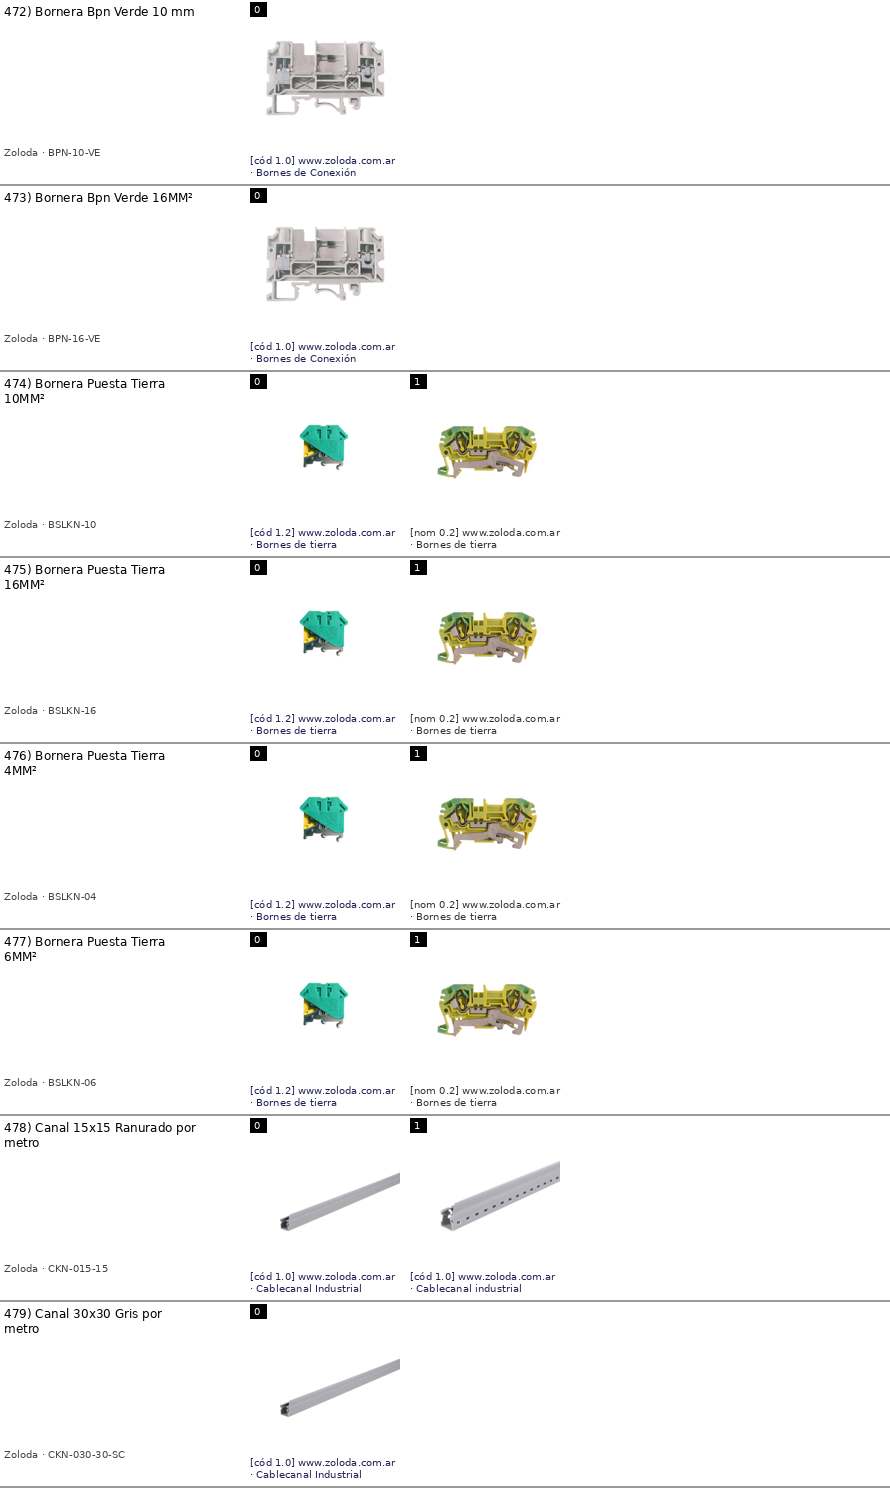 472) Bornera Bpn Verde 10 mm
0
Zoloda · BPN-10-VE
[cód 1.0] www.zoloda.com.ar
· Bornes de Conexión
473) Bornera Bpn Verde 16MM²
0
Zoloda · BPN-16-VE
[cód 1.0] www.zoloda.com.ar
· Bornes de Conexión
474) Bornera Puesta Tierra
10MM²
0
1
Zoloda · BSLKN-10
[cód 1.2] www.zoloda.com.ar
· Bornes de tierra
[nom 0.2] www.zoloda.com.ar
· Bornes de tierra
475) Bornera Puesta Tierra
16MM²
0
1
Zoloda · BSLKN-16
[cód 1.2] www.zoloda.com.ar
· Bornes de tierra
[nom 0.2] www.zoloda.com.ar
· Bornes de tierra
476) Bornera Puesta Tierra
4MM²
0
1
Zoloda · BSLKN-04
[cód 1.2] www.zoloda.com.ar
· Bornes de tierra
[nom 0.2] www.zoloda.com.ar
· Bornes de tierra
477) Bornera Puesta Tierra
6MM²
0
1
Zoloda · BSLKN-06
[cód 1.2] www.zoloda.com.ar
· Bornes de tierra
[nom 0.2] www.zoloda.com.ar
· Bornes de tierra
478) Canal 15x15 Ranurado por
metro
0
1
Zoloda · CKN-015-15
[cód 1.0] www.zoloda.com.ar
· Cablecanal Industrial
[cód 1.0] www.zoloda.com.ar
· Cablecanal industrial
479) Canal 30x30 Gris por
metro
0
Zoloda · CKN-030-30-SC
[cód 1.0] www.zoloda.com.ar
· Cablecanal Industrial